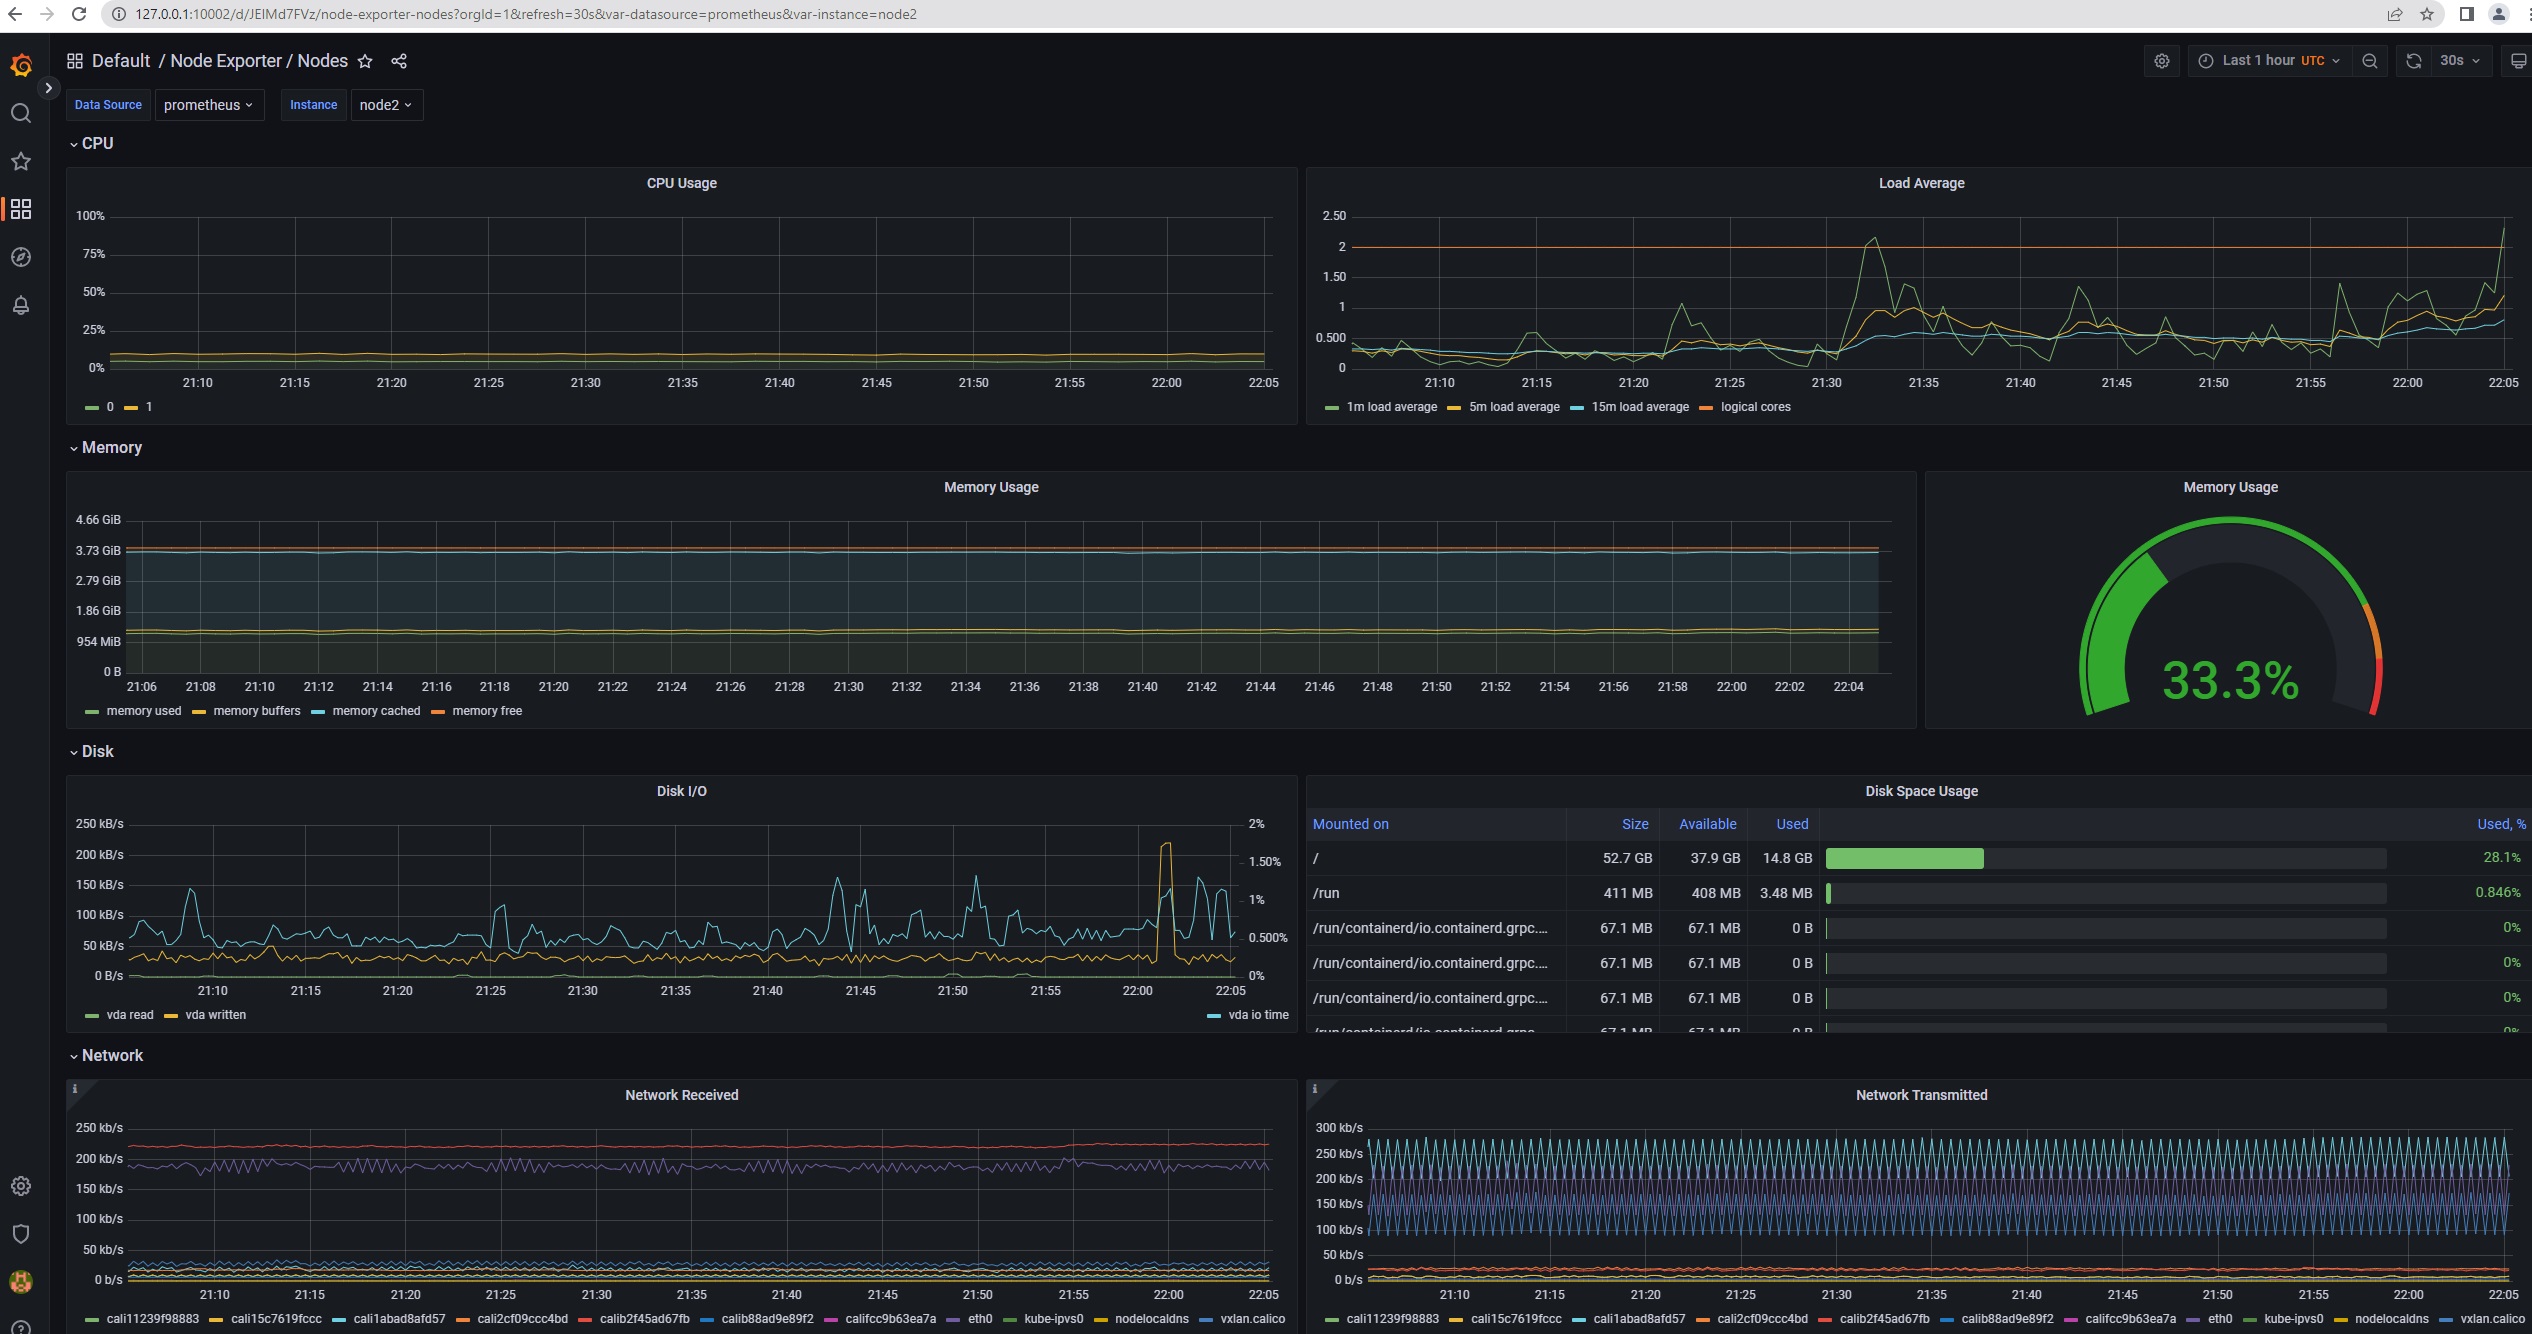 127.0.0.1:10002/d/JEIMd7FVz/node-exporter-nodes?orgId=1&refresh=30s&var-datasource=prometheus&var-instance=node2
Default / Node Exporter / Nodes
Last 1 hour UTC
30s
Data Source prometheus Instance node2
CPU
CPU Usage
100%
75%
50%
25%
0%
21:10 21:15 21:20 21:25 21:30 21:35 21:40 21:45 21:50 21:55 22:00 22:05
0 1
Load Average
2.50
2
1.50
1
0.500
0
21:10 21:15 21:20 21:25 21:30 21:35 21:40 21:45 21:50 21:55 22:00 22:05
1m load average 5m load average 15m load average logical cores
Memory
Memory Usage
4.66 GiB
3.73 GiB
2.79 GiB
1.86 GiB
954 MiB
0 B
21:06 21:08 21:10 21:12 21:14 21:16 21:18 21:20 21:22 21:24 21:26 21:28 21:30 21:32 21:34 21:36 21:38 21:40 21:42 21:44 21:46 21:48 21:50 21:52 21:54 21:56 21:58 22:00 22:02 22:04
memory used memory buffers memory cached memory free
Memory Usage
33.3%
Disk
Disk I/O
250 kB/s
200 kB/s
150 kB/s
100 kB/s
50 kB/s
0 B/s
2%
1.50%
1%
0.500%
0%
21:10 21:15 21:20 21:25 21:30 21:35 21:40 21:45 21:50 21:55 22:00 22:05
vda read vda written vda io time
Disk Space Usage
Mounted on Size Available Used Used, %
/ 52.7 GB 37.9 GB 14.8 GB 28.1%
/run 411 MB 408 MB 3.48 MB 0.846%
/run/containerd/io.containerd.grpc.... 67.1 MB 67.1 MB 0 B 0%
/run/containerd/io.containerd.grpc.... 67.1 MB 67.1 MB 0 B 0%
/run/containerd/io.containerd.grpc.... 67.1 MB 67.1 MB 0 B 0%
/run/containerd/io.containerd.grpc.... 67.1 MB 67.1 MB 0 B 0%
Network
Network Received
250 kb/s
200 kb/s
150 kb/s
100 kb/s
50 kb/s
0 b/s
21:10 21:15 21:20 21:25 21:30 21:35 21:40 21:45 21:50 21:55 22:00 22:05
cali11239f98883 cali15c7619fccc cali1abad8afd57 cali2cf09ccc4bd calib2f45ad67fb calib88ad9e89f2 califcc9b63ea7a eth0 kube-ipvs0 nodelocaldns vxlan.calico
Network Transmitted
300 kb/s
250 kb/s
200 kb/s
150 kb/s
100 kb/s
50 kb/s
0 b/s
21:10 21:15 21:20 21:25 21:30 21:35 21:40 21:45 21:50 21:55 22:00 22:05
cali11239f98883 cali15c7619fccc cali1abad8afd57 cali2cf09ccc4bd calib2f45ad67fb calib88ad9e89f2 califcc9b63ea7a eth0 kube-ipvs0 nodelocaldns vxlan.calico